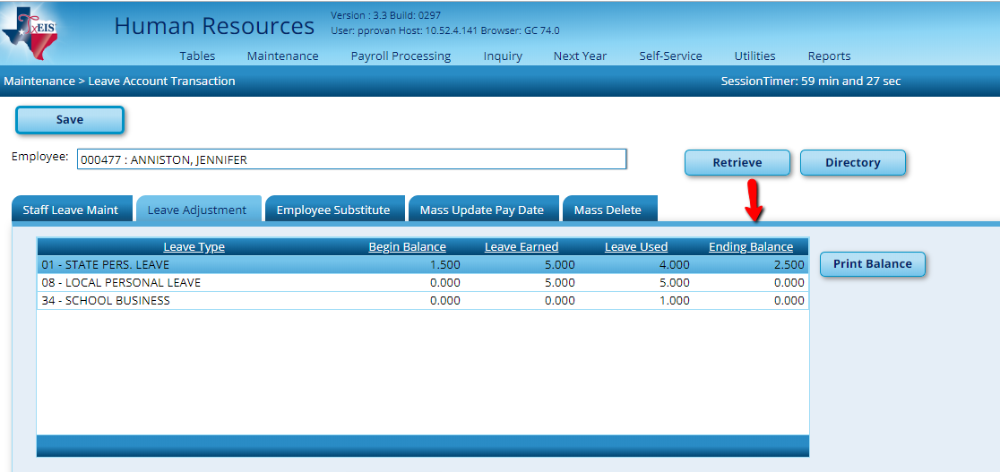 TxEIS
Human Resources
Version : 3.3 Build: 0297
User: pprovan Host: 10.52.4.141 Browser: GC 74.0
Tables Maintenance Payroll Processing Inquiry Next Year Self-Service Utilities Reports
Maintenance > Leave Account Transaction SessionTimer: 59 min and 27 sec
Save
Employee: 000477 : ANNISTON, JENNIFER Retrieve Directory
Staff Leave Maint Leave Adjustment Employee Substitute Mass Update Pay Date Mass Delete
Leave Type Begin Balance Leave Earned Leave Used Ending Balance
01 - STATE PERS. LEAVE 1.500 5.000 4.000 2.500 Print Balance
08 - LOCAL PERSONAL LEAVE 0.000 5.000 5.000 0.000
34 - SCHOOL BUSINESS 0.000 0.000 1.000 0.000